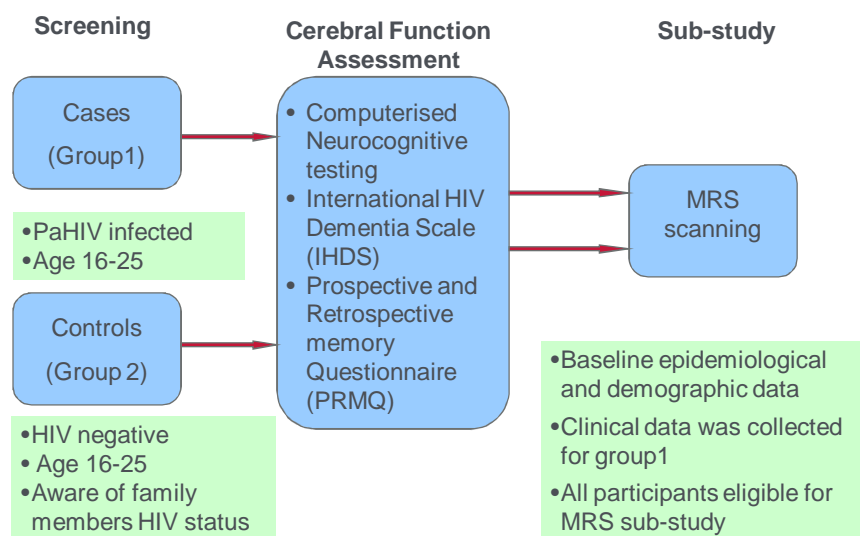 Screening
Cerebral Function
Assessment
Sub-study
Cases
(Group1)
•PaHIV infected
•Age 16-25
Controls
(Group 2)
•HIV negative
• Age 16-25
•Aware of family
members HIV status
• Computerised
Neurocognitive
testing
• International HIV
Dementia Scale
(IHDS)
• Prospective and
Retrospective
memory
Questionnaire
(PRMQ)
MRS
scanning
•Baseline epidemiological
and demographic data
•Clinical data was collected
for group1
•All participants eligible for
MRS sub-study